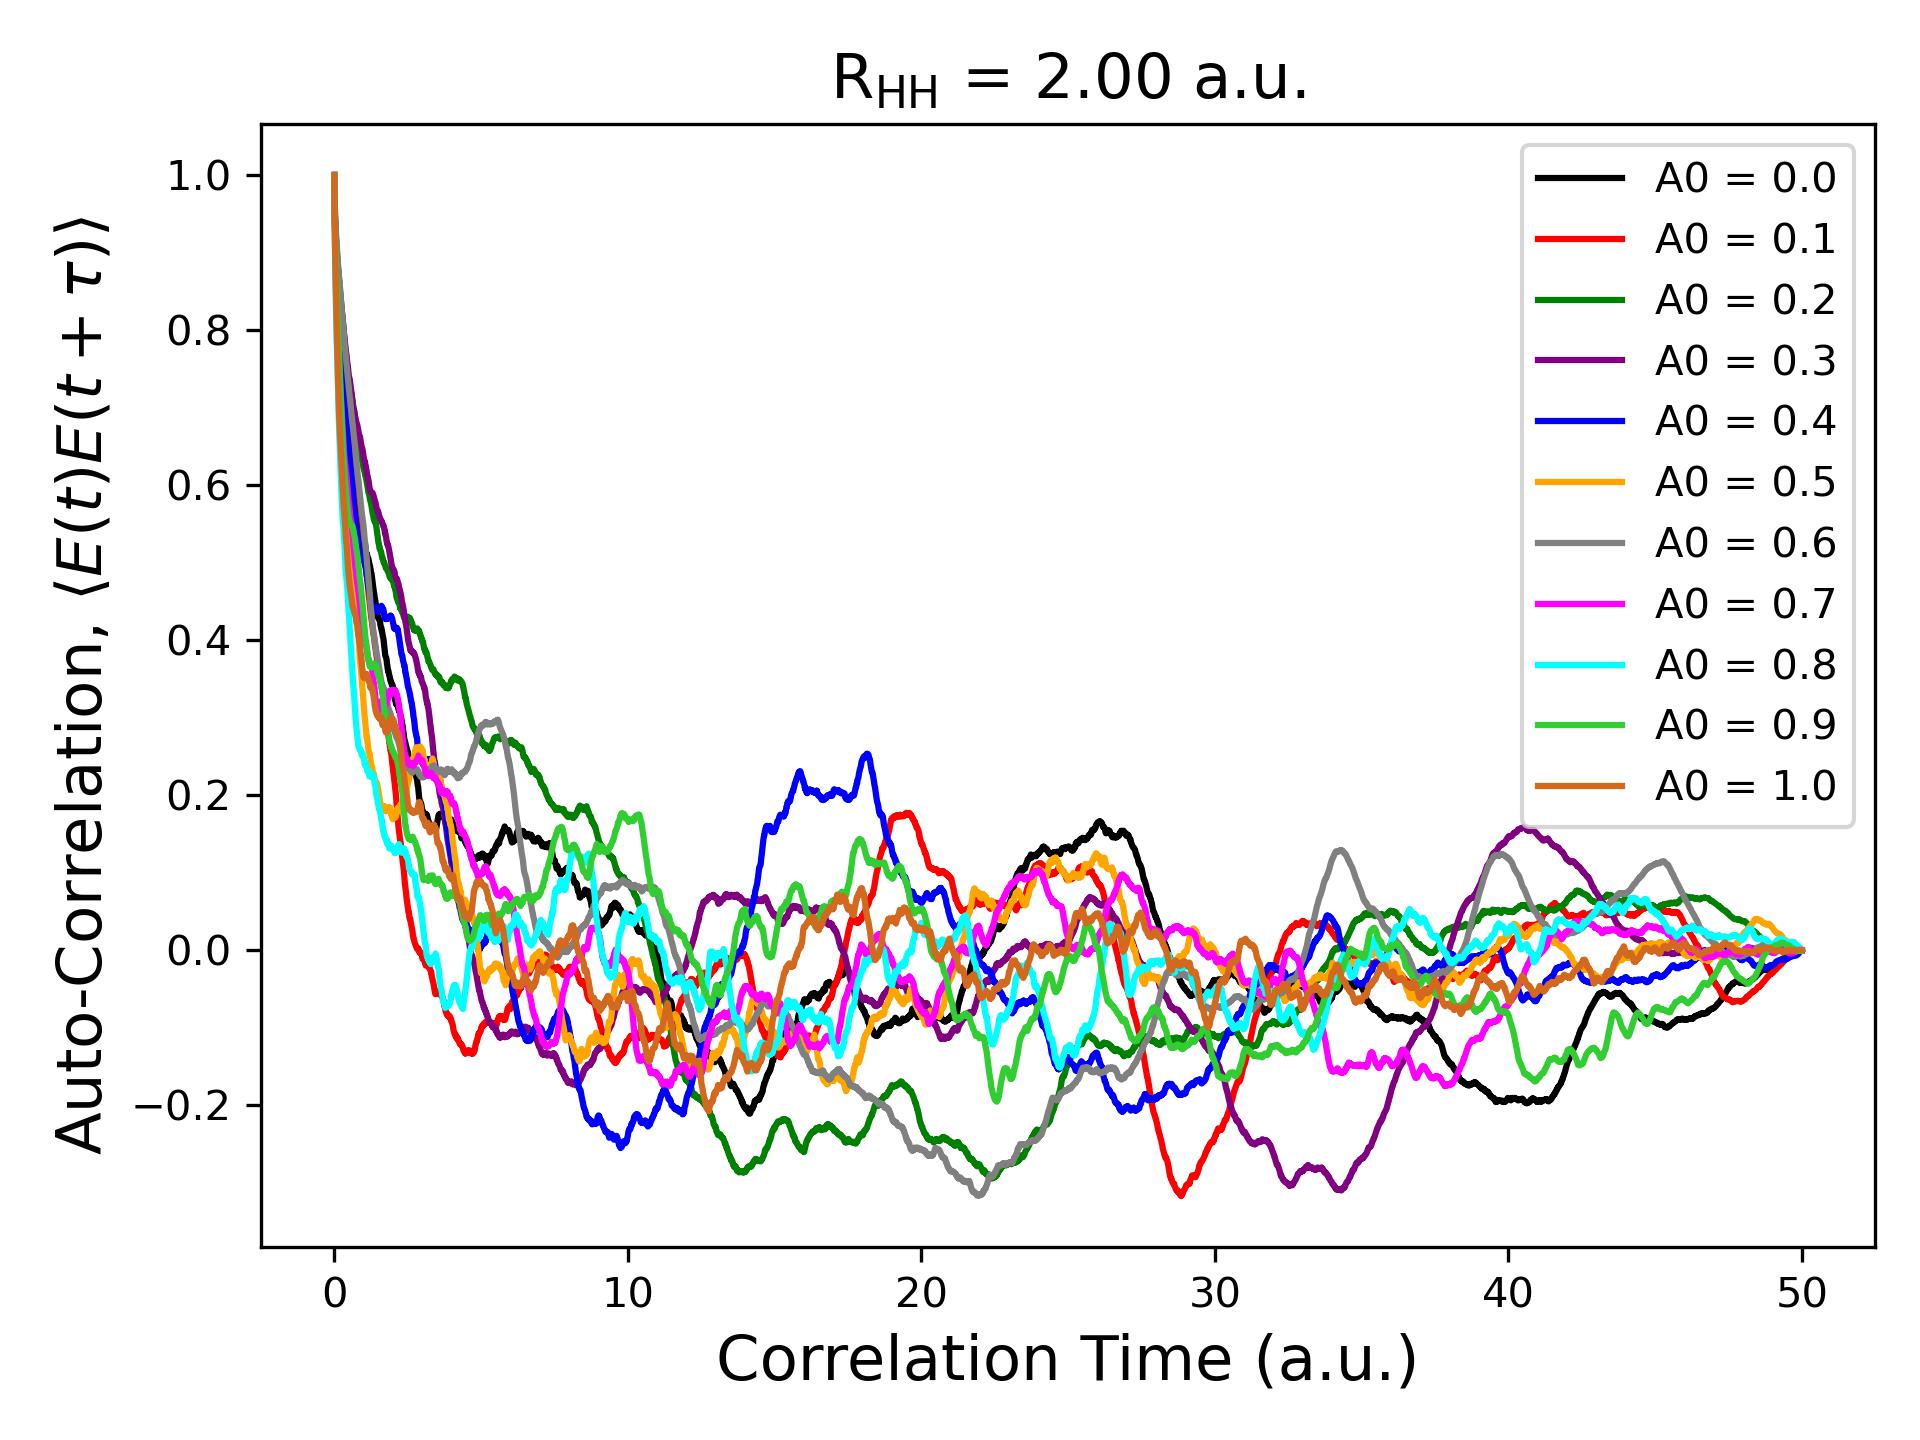 R_HH = 2.00 a.u.
Auto-Correlation, ⟨E(t)E(t + τ)⟩
1.0
0.8
0.6
0.4
0.2
0.0
−0.2
A0 = 0.0
A0 = 0.1
A0 = 0.2
A0 = 0.3
A0 = 0.4
A0 = 0.5
A0 = 0.6
A0 = 0.7
A0 = 0.8
A0 = 0.9
A0 = 1.0
0 10 20 30 40 50
Correlation Time (a.u.)